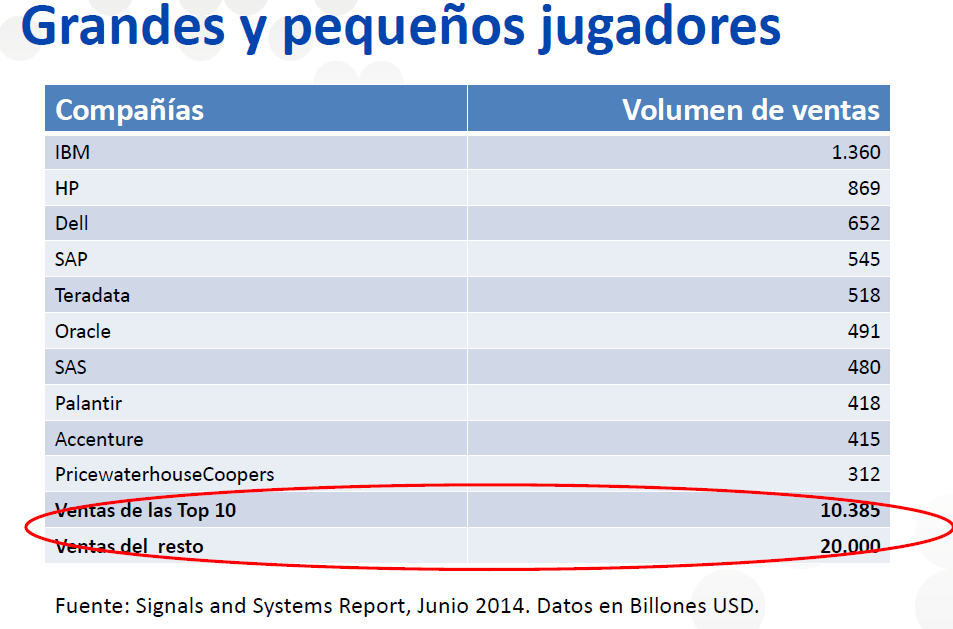 Grandes y pequeños jugadores
Compañías Volumen de ventas
IBM 1.360
HP 869
Dell 652
SAP 545
Teradata 518
Oracle 491
SAS 480
Palantir 418
Accenture 415
PricewaterhouseCoopers 312
Ventas de las Top 10 10.385
Ventas del resto 20.000
Fuente: Signals and Systems Report, Junio 2014. Datos en Billones USD.